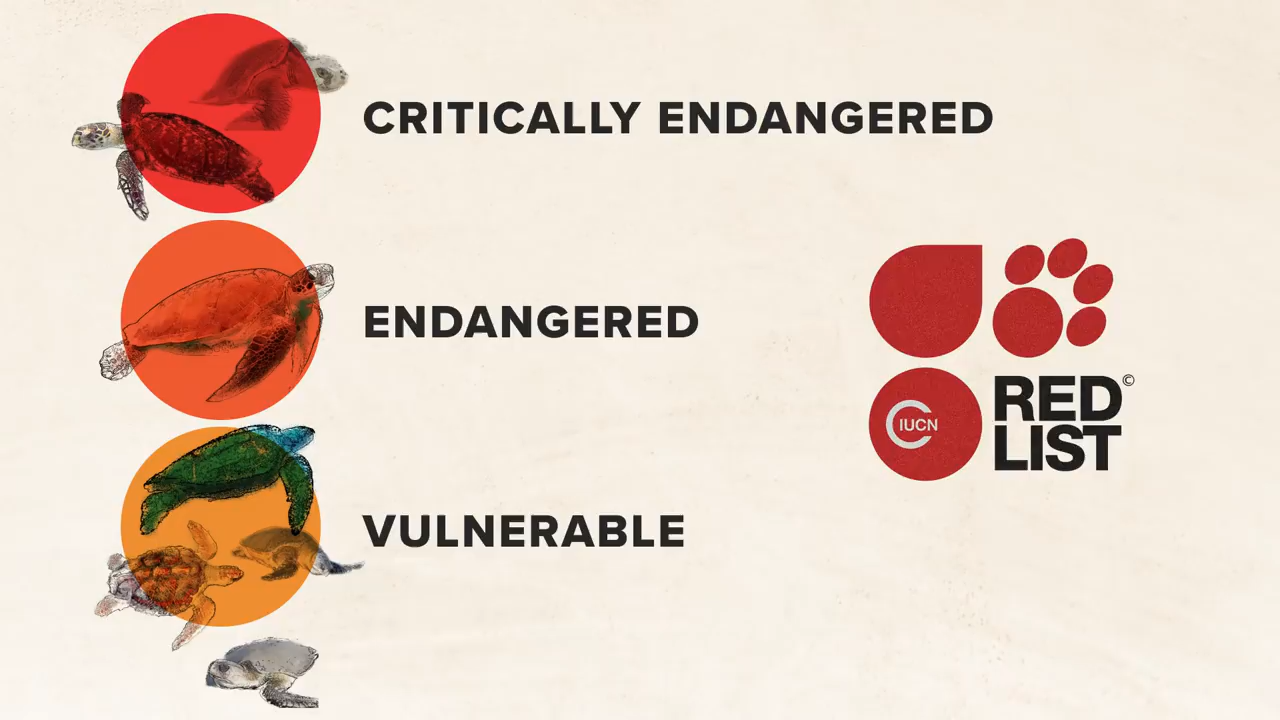 CRITICALLY ENDANGERED
ENDANGERED
VULNERABLE
IUCN
RED©
LIST